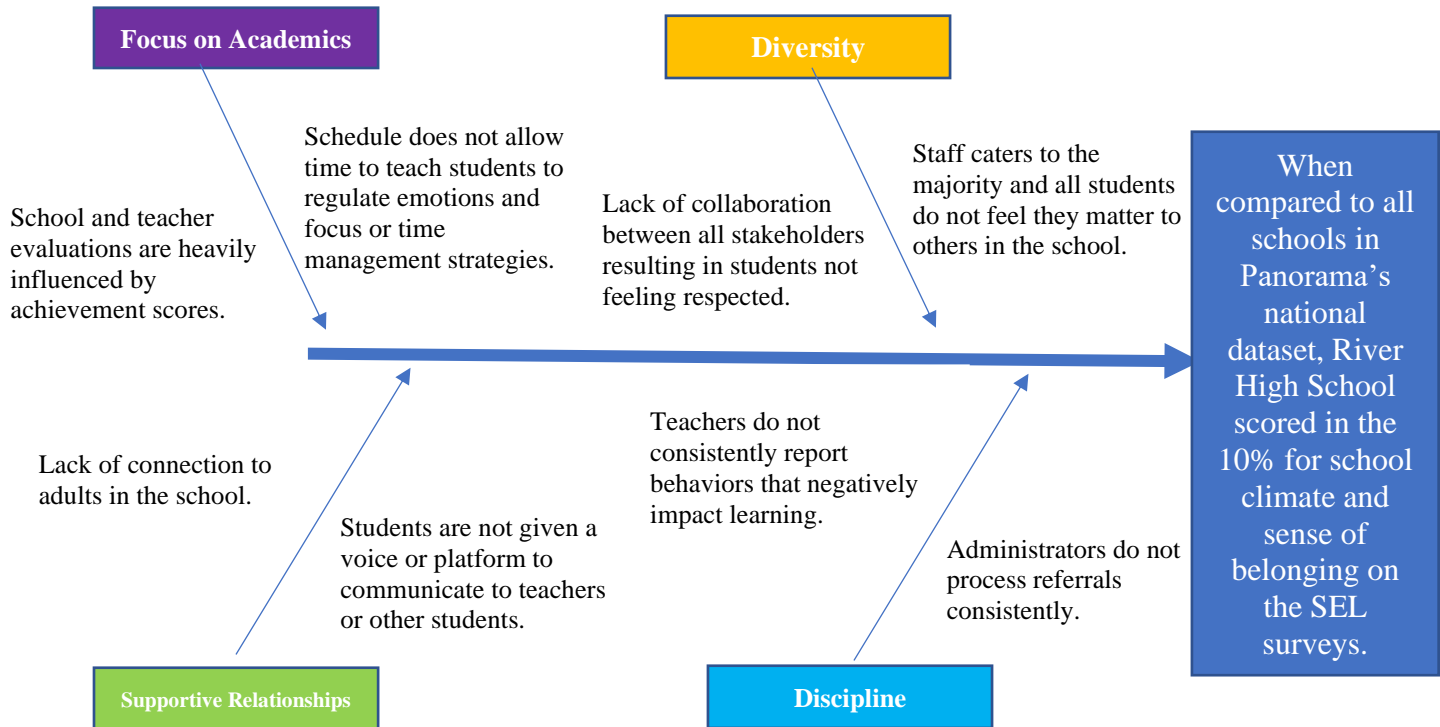 Focus on Academics
Diversity
School and teacher
evaluations are heavily
influenced by
achievement scores.
Schedule does not allow
time to teach students to
regulate emotions and
focus or time
management strategies.
Lack of collaboration
between all stakeholders
resulting in students not
feeling respected.
Staff caters to the
majority and all students
do not feel they matter to
others in the school.
When
compared to all
schools in
Panorama’s
national
dataset, River
High School
scored in the
10% for school
climate and
sense of
belonging on
the SEL
surveys.
Lack of connection to
adults in the school.
Students are not given a
voice or platform to
communicate to teachers
or other students.
Teachers do not
consistently report
behaviors that negatively
impact learning.
Administrators do not
process referrals
consistently.
Supportive Relationships
Discipline